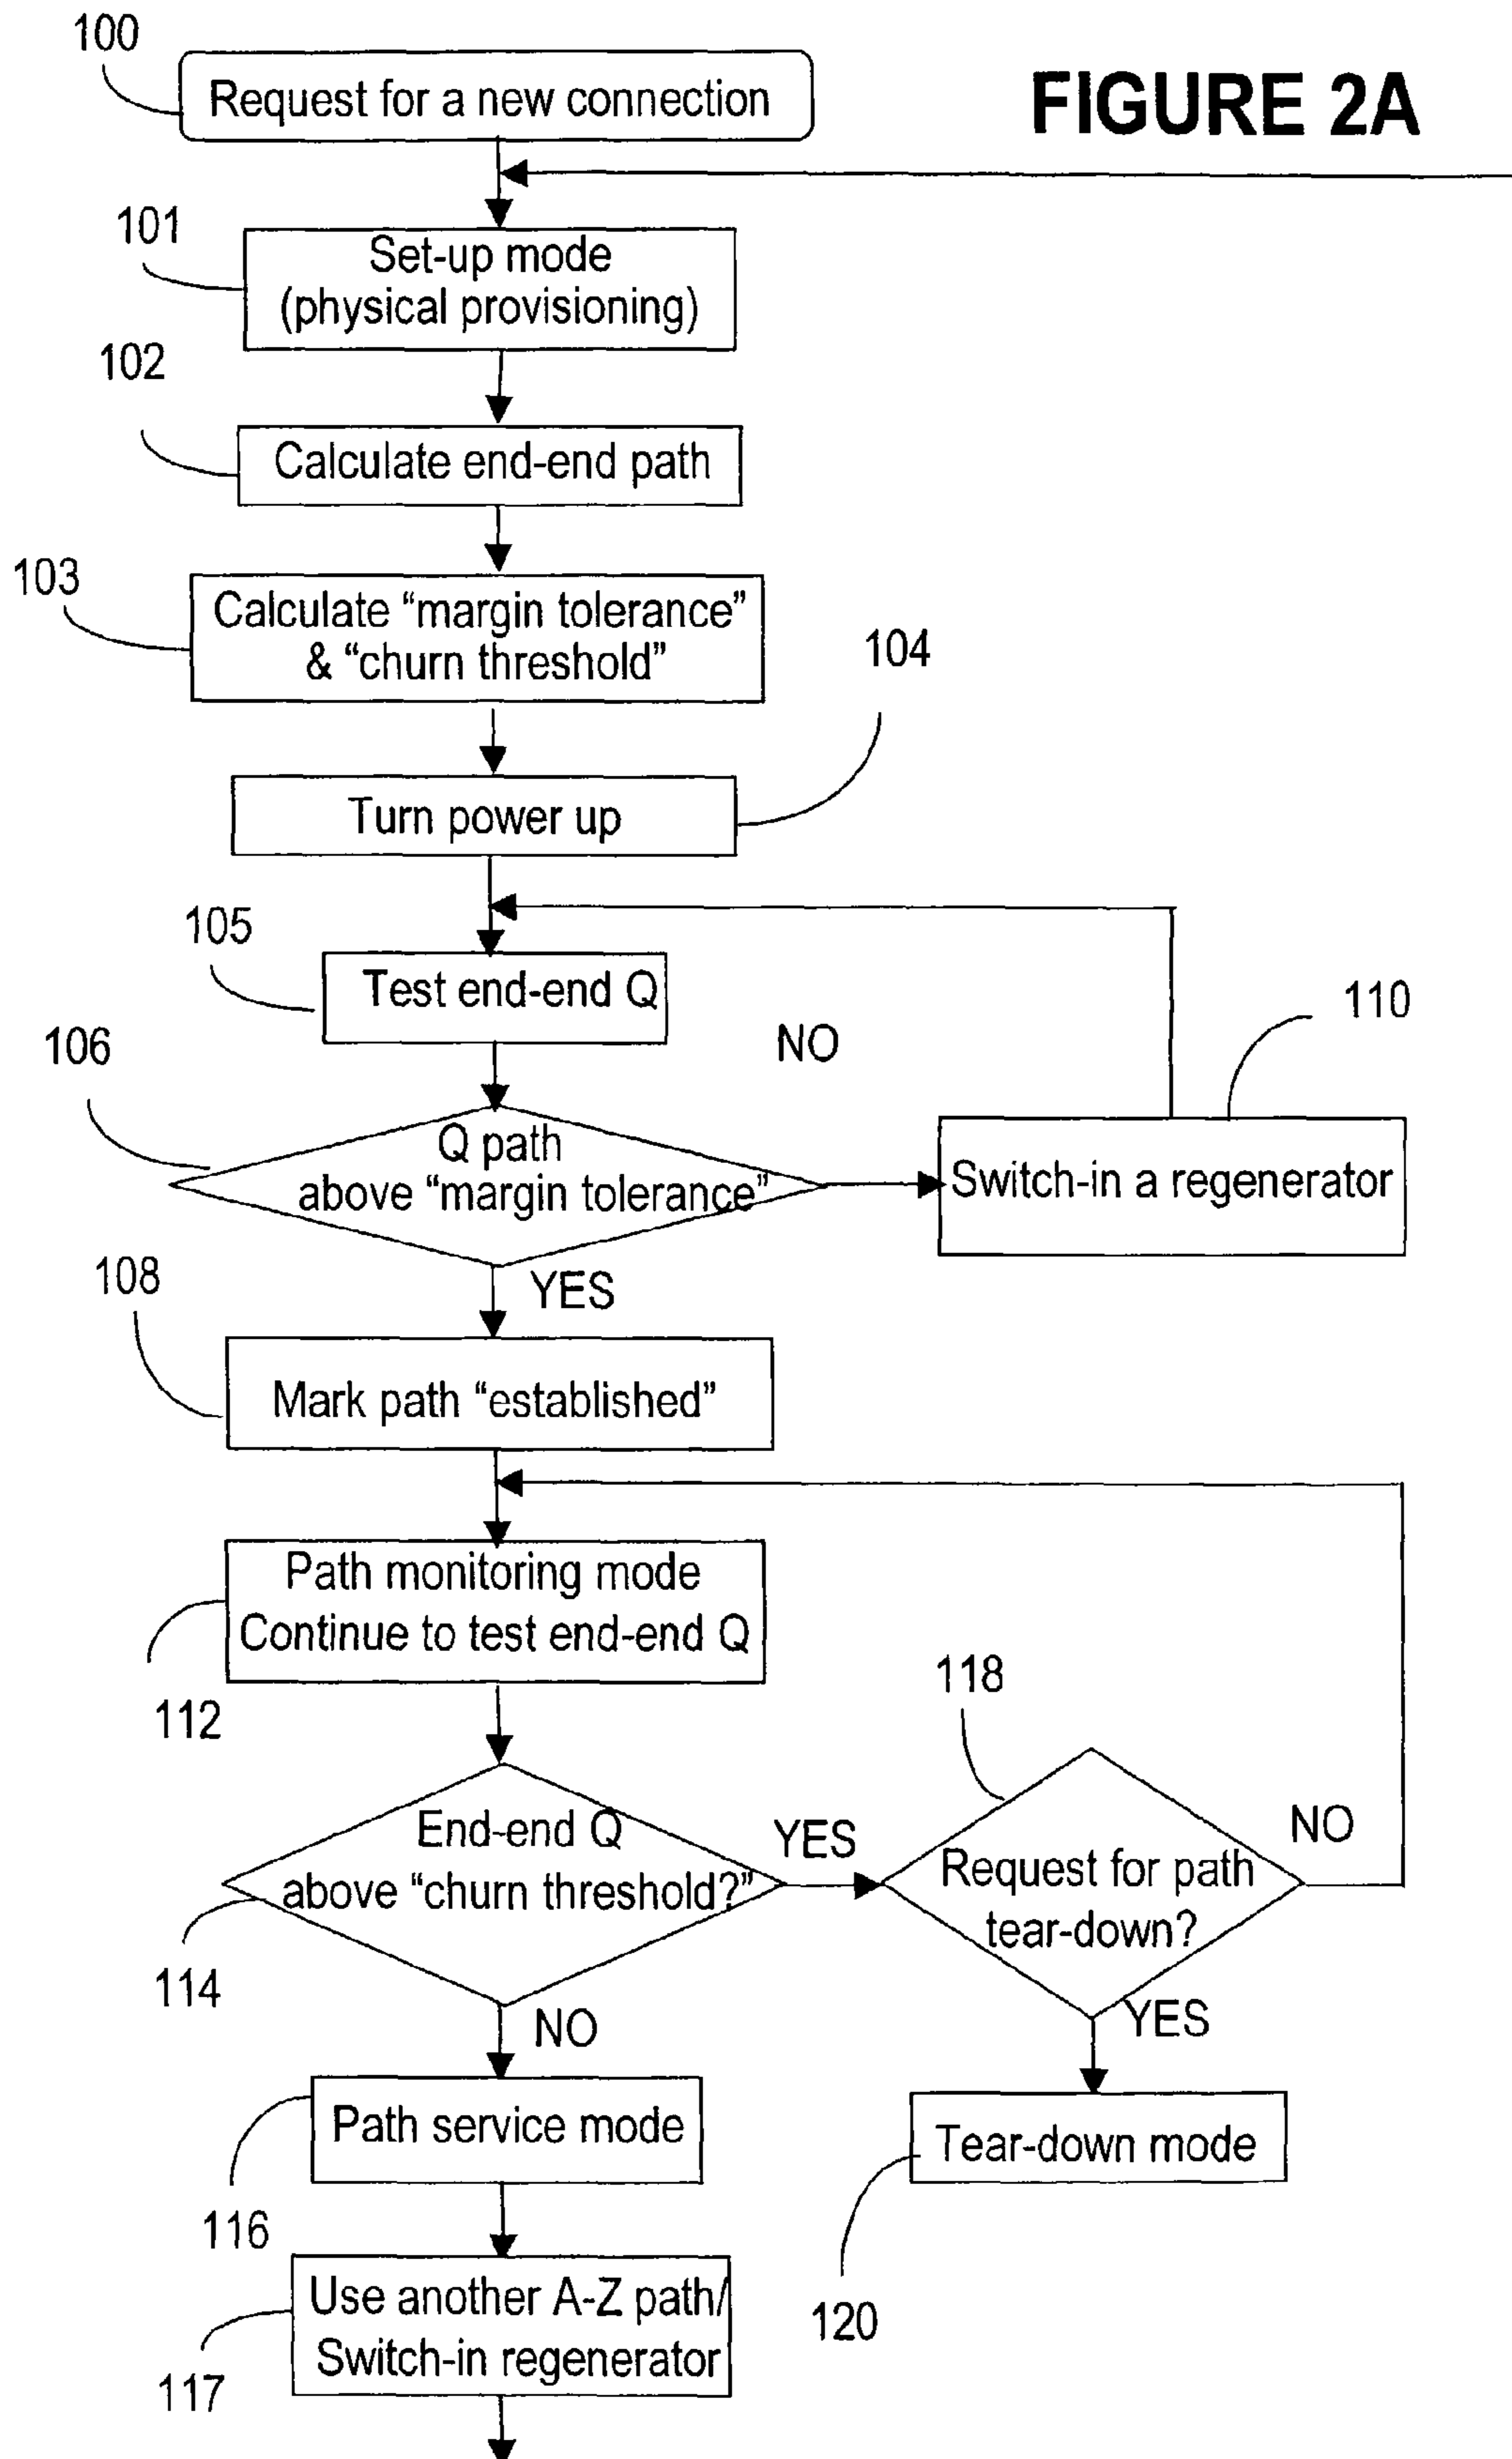 100
Request for a new connection
FIGURE 2A
101
Set-up mode
(physical provisioning)
102
Calculate end-end path
103
Calculate “margin tolerance”
& “churn threshold”
104
Turn power up
105
Test end-end Q
NO
110
106
Q path
above “margin tolerance”
Switch-in a regenerator
YES
108
Mark path “established”
Path monitoring mode
Continue to test end-end Q
112
118
End-end Q
above “churn threshold?”
YES
Request for path
tear-down?
NO
114
NO
YES
Path service mode
Tear-down mode
116
Use another A-Z path/
Switch-in regenerator
120
117